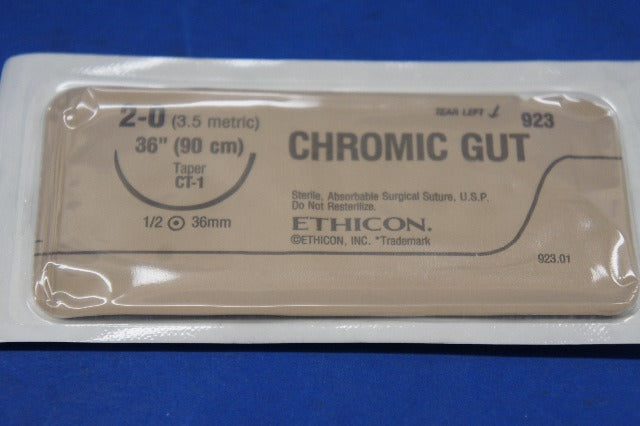 2-0 (3.5 metric)
TEAR LEFT
923
36" (90 cm)
CHROMIC GUT
Taper
CT-1
1/2 36mm
Sterile, Absorbable Surgical Suture, U.S.P.
Do Not Resterilize.
ETHICON.
©ETHICON, INC. *Trademark
923.01